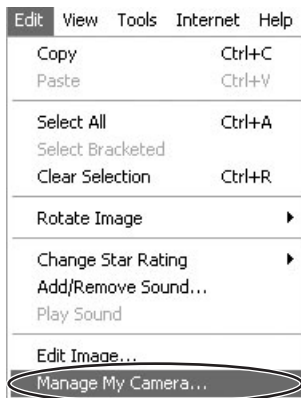 Edit View Tools Internet Help
Copy Ctrl+C
Paste Ctrl+V
Select All Ctrl+A
Select Bracketed
Clear Selection Ctrl+R
Rotate Image
Change Star Rating
Add/Remove Sound...
Play Sound
Edit Image...
Manage My Camera...